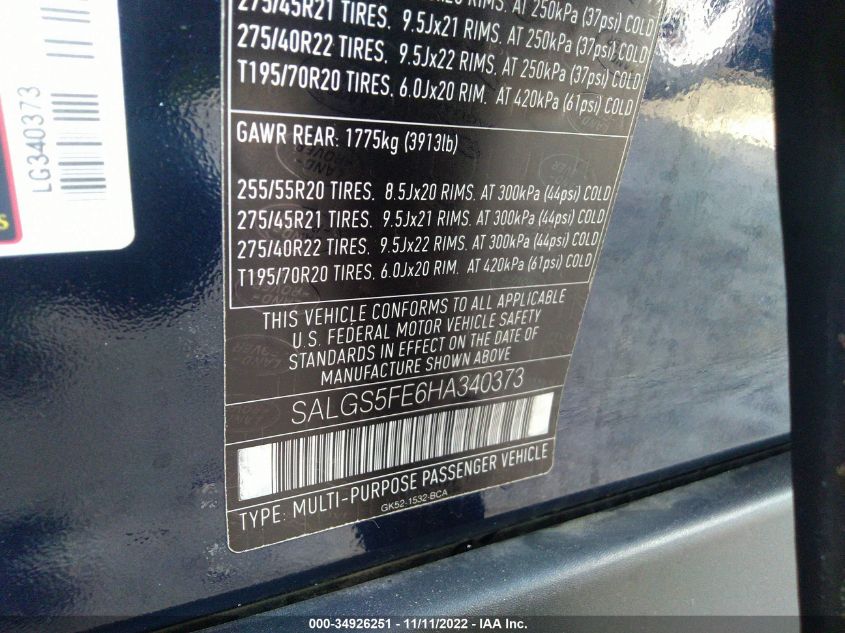 AT 250kPa (37psi) COLD
275/45R21 TIRES. 9.5Jx21 RIMS. AT 250kPa (37psi) COLD
275/40R22 TIRES. 9.5Jx22 RIMS. AT 250kPa (37psi) COLD
T195/70R20 TIRES. 6.0Jx20 RIM. AT 420kPa (61psi) COLD
GAWR REAR: 1775kg (3913lb)
255/55R20 TIRES. 8.5Jx20 RIMS. AT 300kPa (44psi) COLD
275/45R21 TIRES. 9.5Jx21 RIMS. AT 300kPa (44psi) COLD
275/40R22 TIRES. 9.5Jx22 RIMS. AT 300kPa (44psi) COLD
T195/70R20 TIRES. 6.0Jx20 RIM. AT 420kPa (61psi) COLD
THIS VEHICLE CONFORMS TO ALL APPLICABLE
U.S. FEDERAL MOTOR VEHICLE SAFETY
STANDARDS IN EFFECT ON THE DATE OF
MANUFACTURE SHOWN ABOVE
SALGS5FE6HA340373
TYPE: MULTI-PURPOSE PASSENGER VEHICLE
GK52-1532-BCA
LG340373
000-34926251 - 11/11/2022 - IAA Inc.